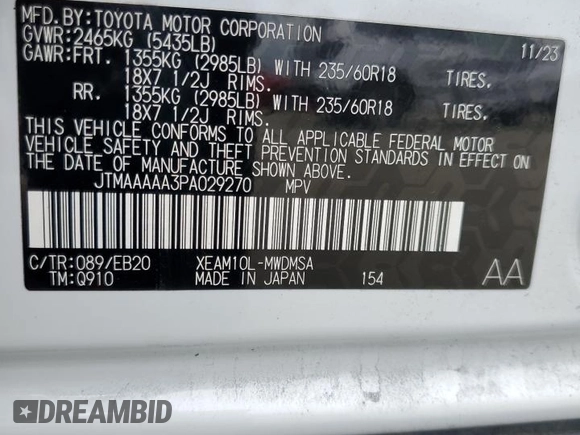 MFD.BY:TOYOTA MOTOR CORPORATION
GVWR:2465KG (5435LB) 11/23
GAWR:FRT. 1355KG (2985LB) WITH 235/60R18 TIRES.
18X7 1/2J RIMS.
RR. 1355KG (2985LB) WITH 235/60R18 TIRES.
18X7 1/2J RIMS.
THIS VEHICLE CONFORMS TO ALL APPLICABLE FEDERAL MOTOR
VEHICLE SAFETY AND THEFT PREVENTION STANDARDS IN EFFECT ON
THE DATE OF MANUFACTURE SHOWN ABOVE.
JTMAAAAA3PA029270 MPV
C/TR:089/EB20 XEAM10L-MWDMSA AA
TM:Q910 MADE IN JAPAN 154
DREAMBID